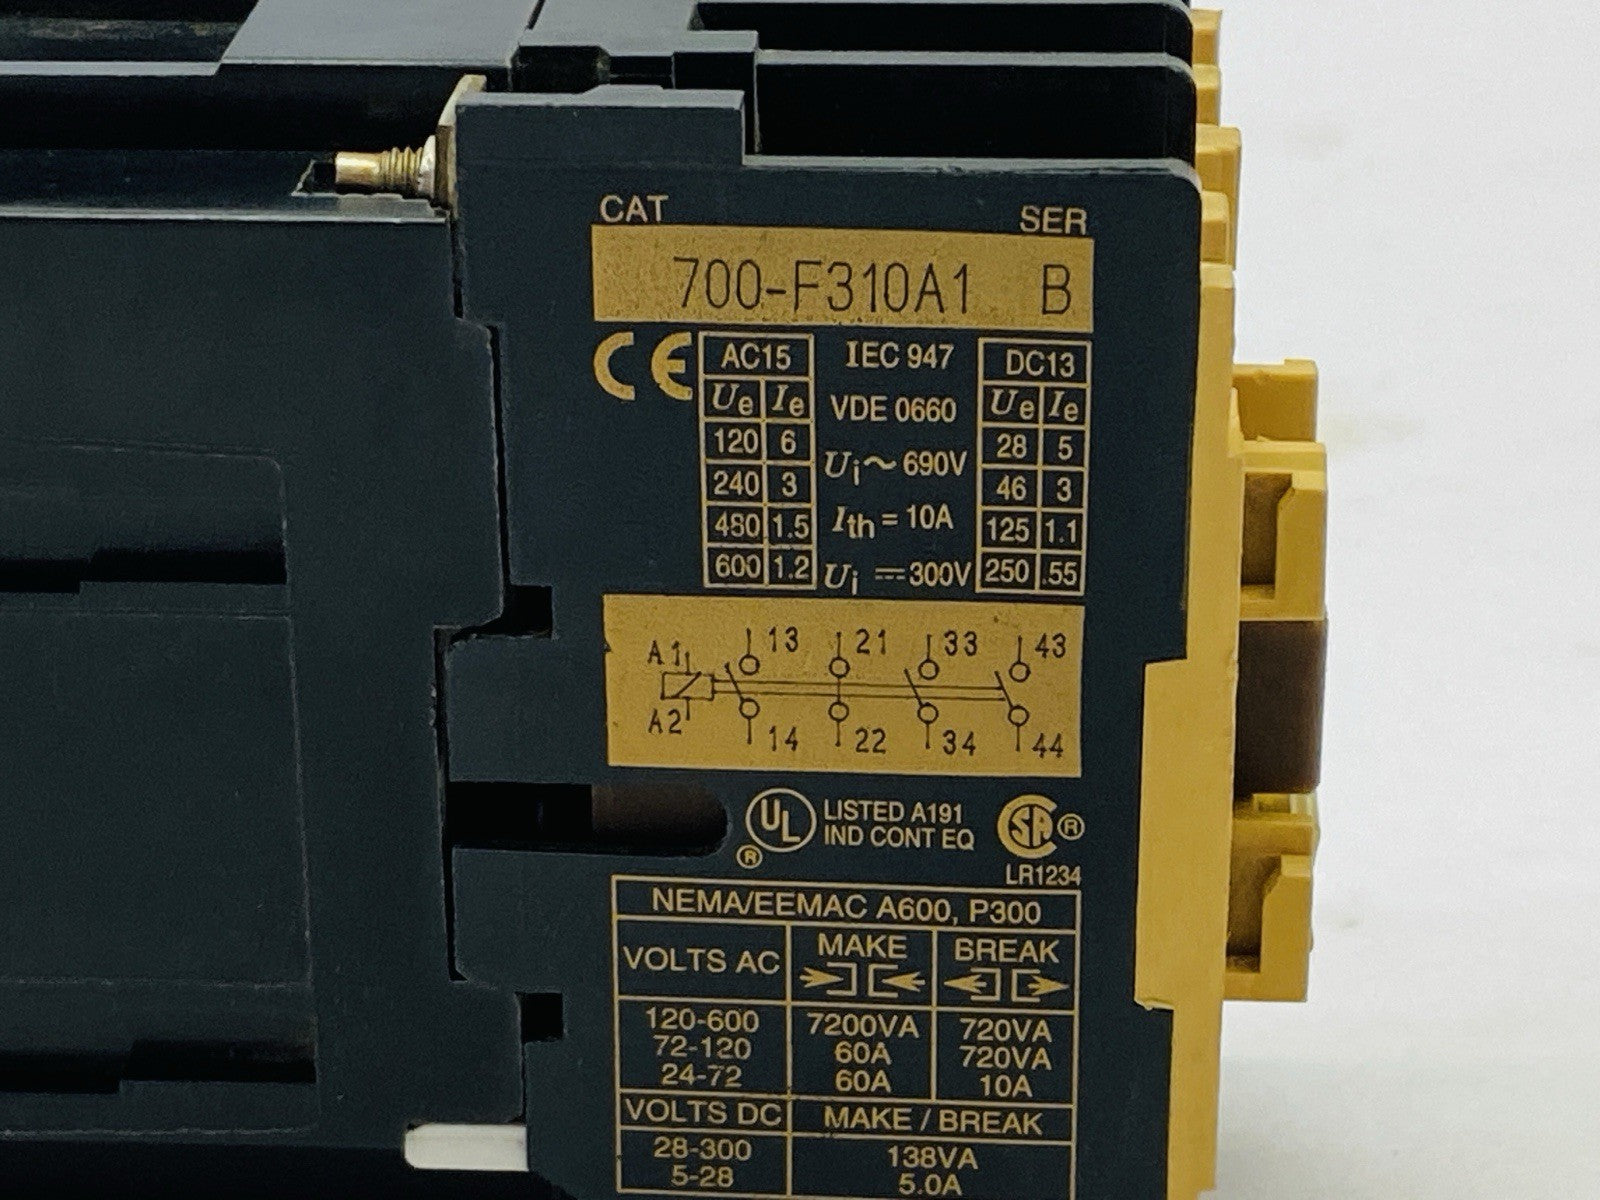 CAT SER
700-F310A1 B
CE
AC15
Ue Ie
120 6
240 3
480 1.5
600 1.2
IEC 947
VDE 0660
Ui ~ 690V
Ith = 10A
Ui ⎓ 300V
DC13
Ue Ie
28 5
46 3
125 1.1
250 .55
A1 13 21 33 43
A2 14 22 34 44
UL ® LISTED A191
IND CONT EQ
SA ®
LR1234
NEMA/EEMAC A600, P300
VOLTS AC MAKE BREAK
120-600 7200VA 720VA
72-120 60A 720VA
24-72 60A 10A
VOLTS DC MAKE / BREAK
28-300 138VA
5-28 5.0A